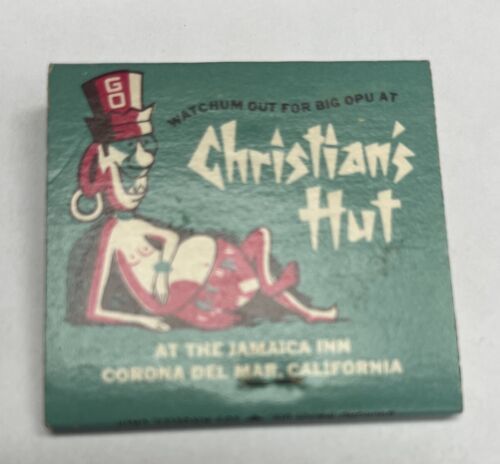 GO
WATCHUM OUT FOR BIG OPU AT
Christian's
Hut
AT THE JAMAICA INN
CORONA DEL MAR, CALIFORNIA